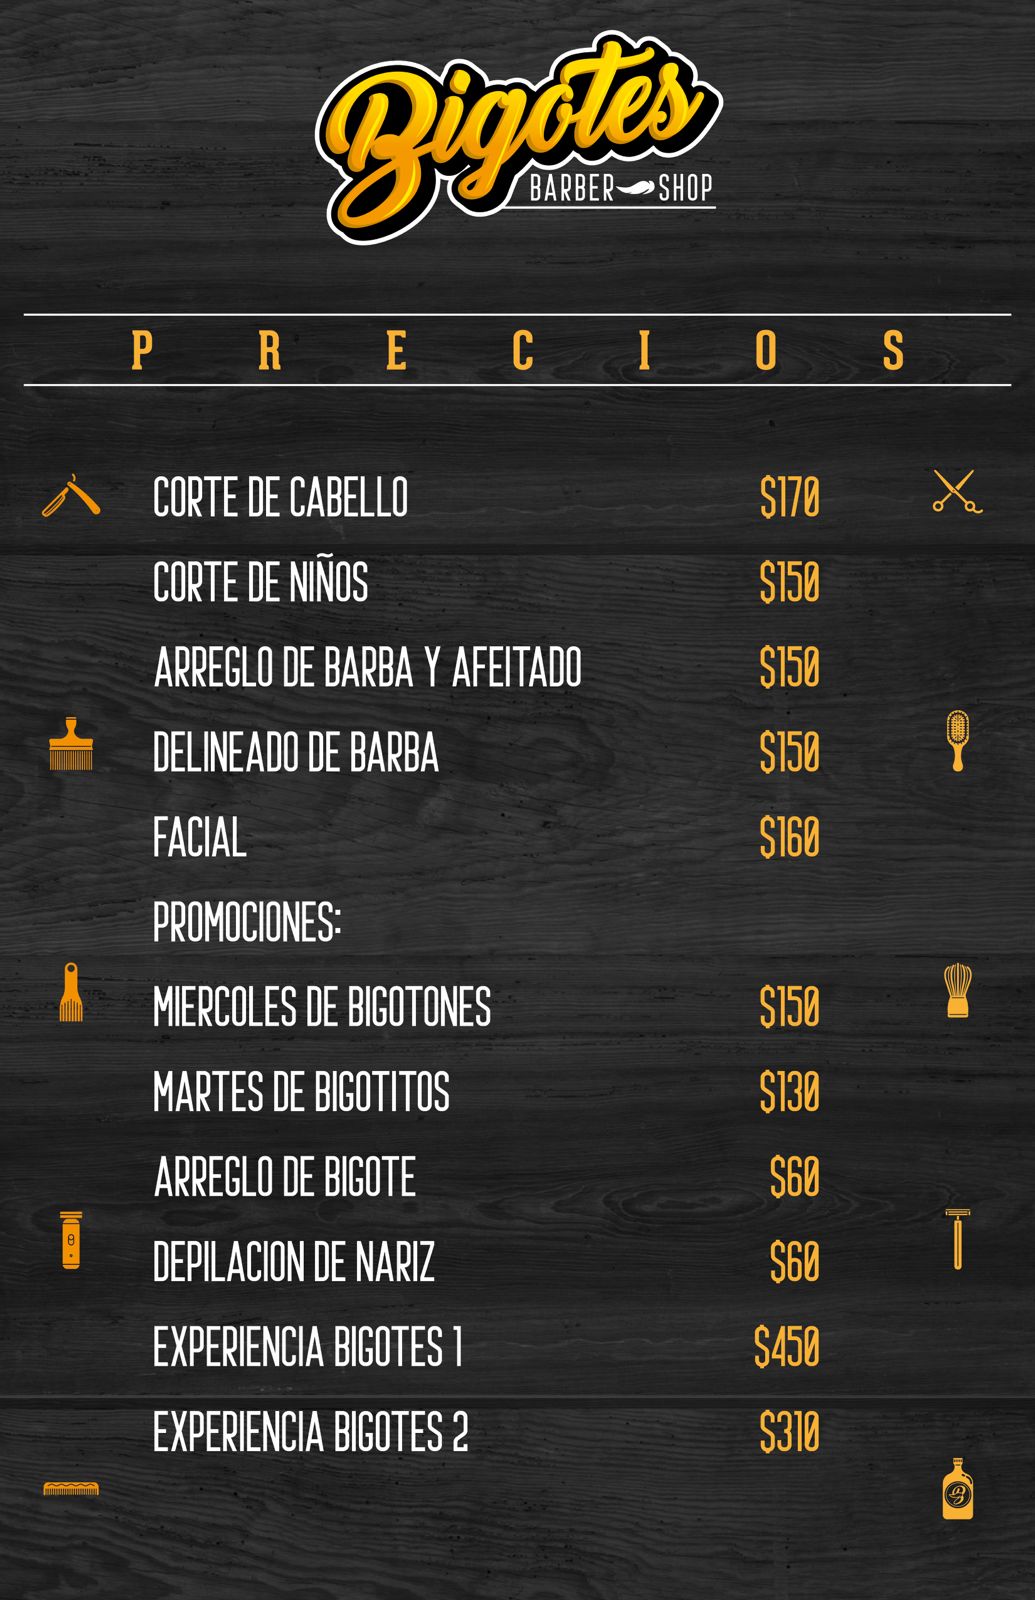 Bigotes
BARBER SHOP
PRECIOS
CORTE DE CABELLO $170
CORTE DE NIÑOS $150
ARREGLO DE BARBA Y AFEITADO $150
DELINEADO DE BARBA $150
FACIAL $160
PROMOCIONES:
MIERCOLES DE BIGOTONES $150
MARTES DE BIGOTITOS $130
ARREGLO DE BIGOTE $60
DEPILACION DE NARIZ $60
EXPERIENCIA BIGOTES 1 $450
EXPERIENCIA BIGOTES 2 $310